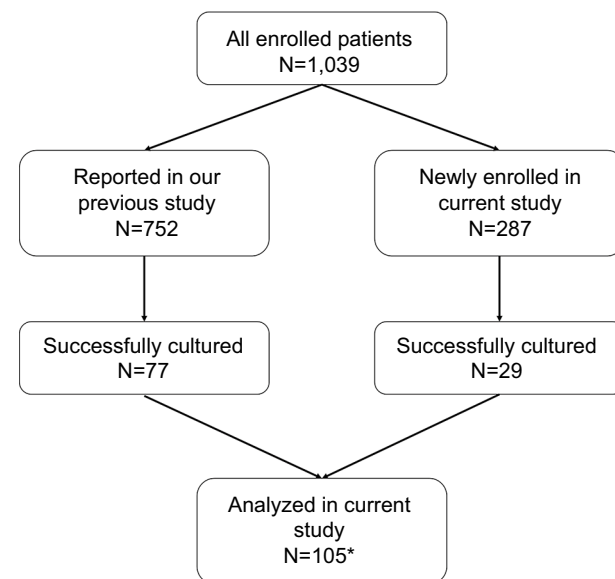 All enrolled patients
N=1,039
Reported in our
previous study
N=752
Newly enrolled in
current study
N=287
Successfully cultured
N=77
Successfully cultured
N=29
Analyzed in current
study
N=105*